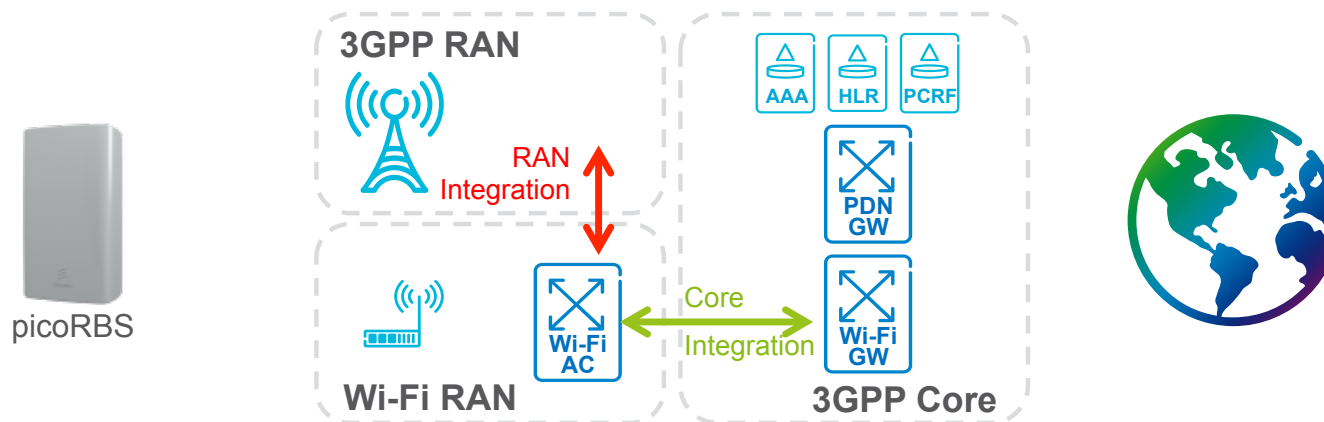 3GPP RAN
AAA
HLR
PCRF
RAN
Integration
PDN
GW
picoRBS
Wi-Fi
AC
Core
Integration
Wi-Fi
GW
Wi-Fi RAN
3GPP Core